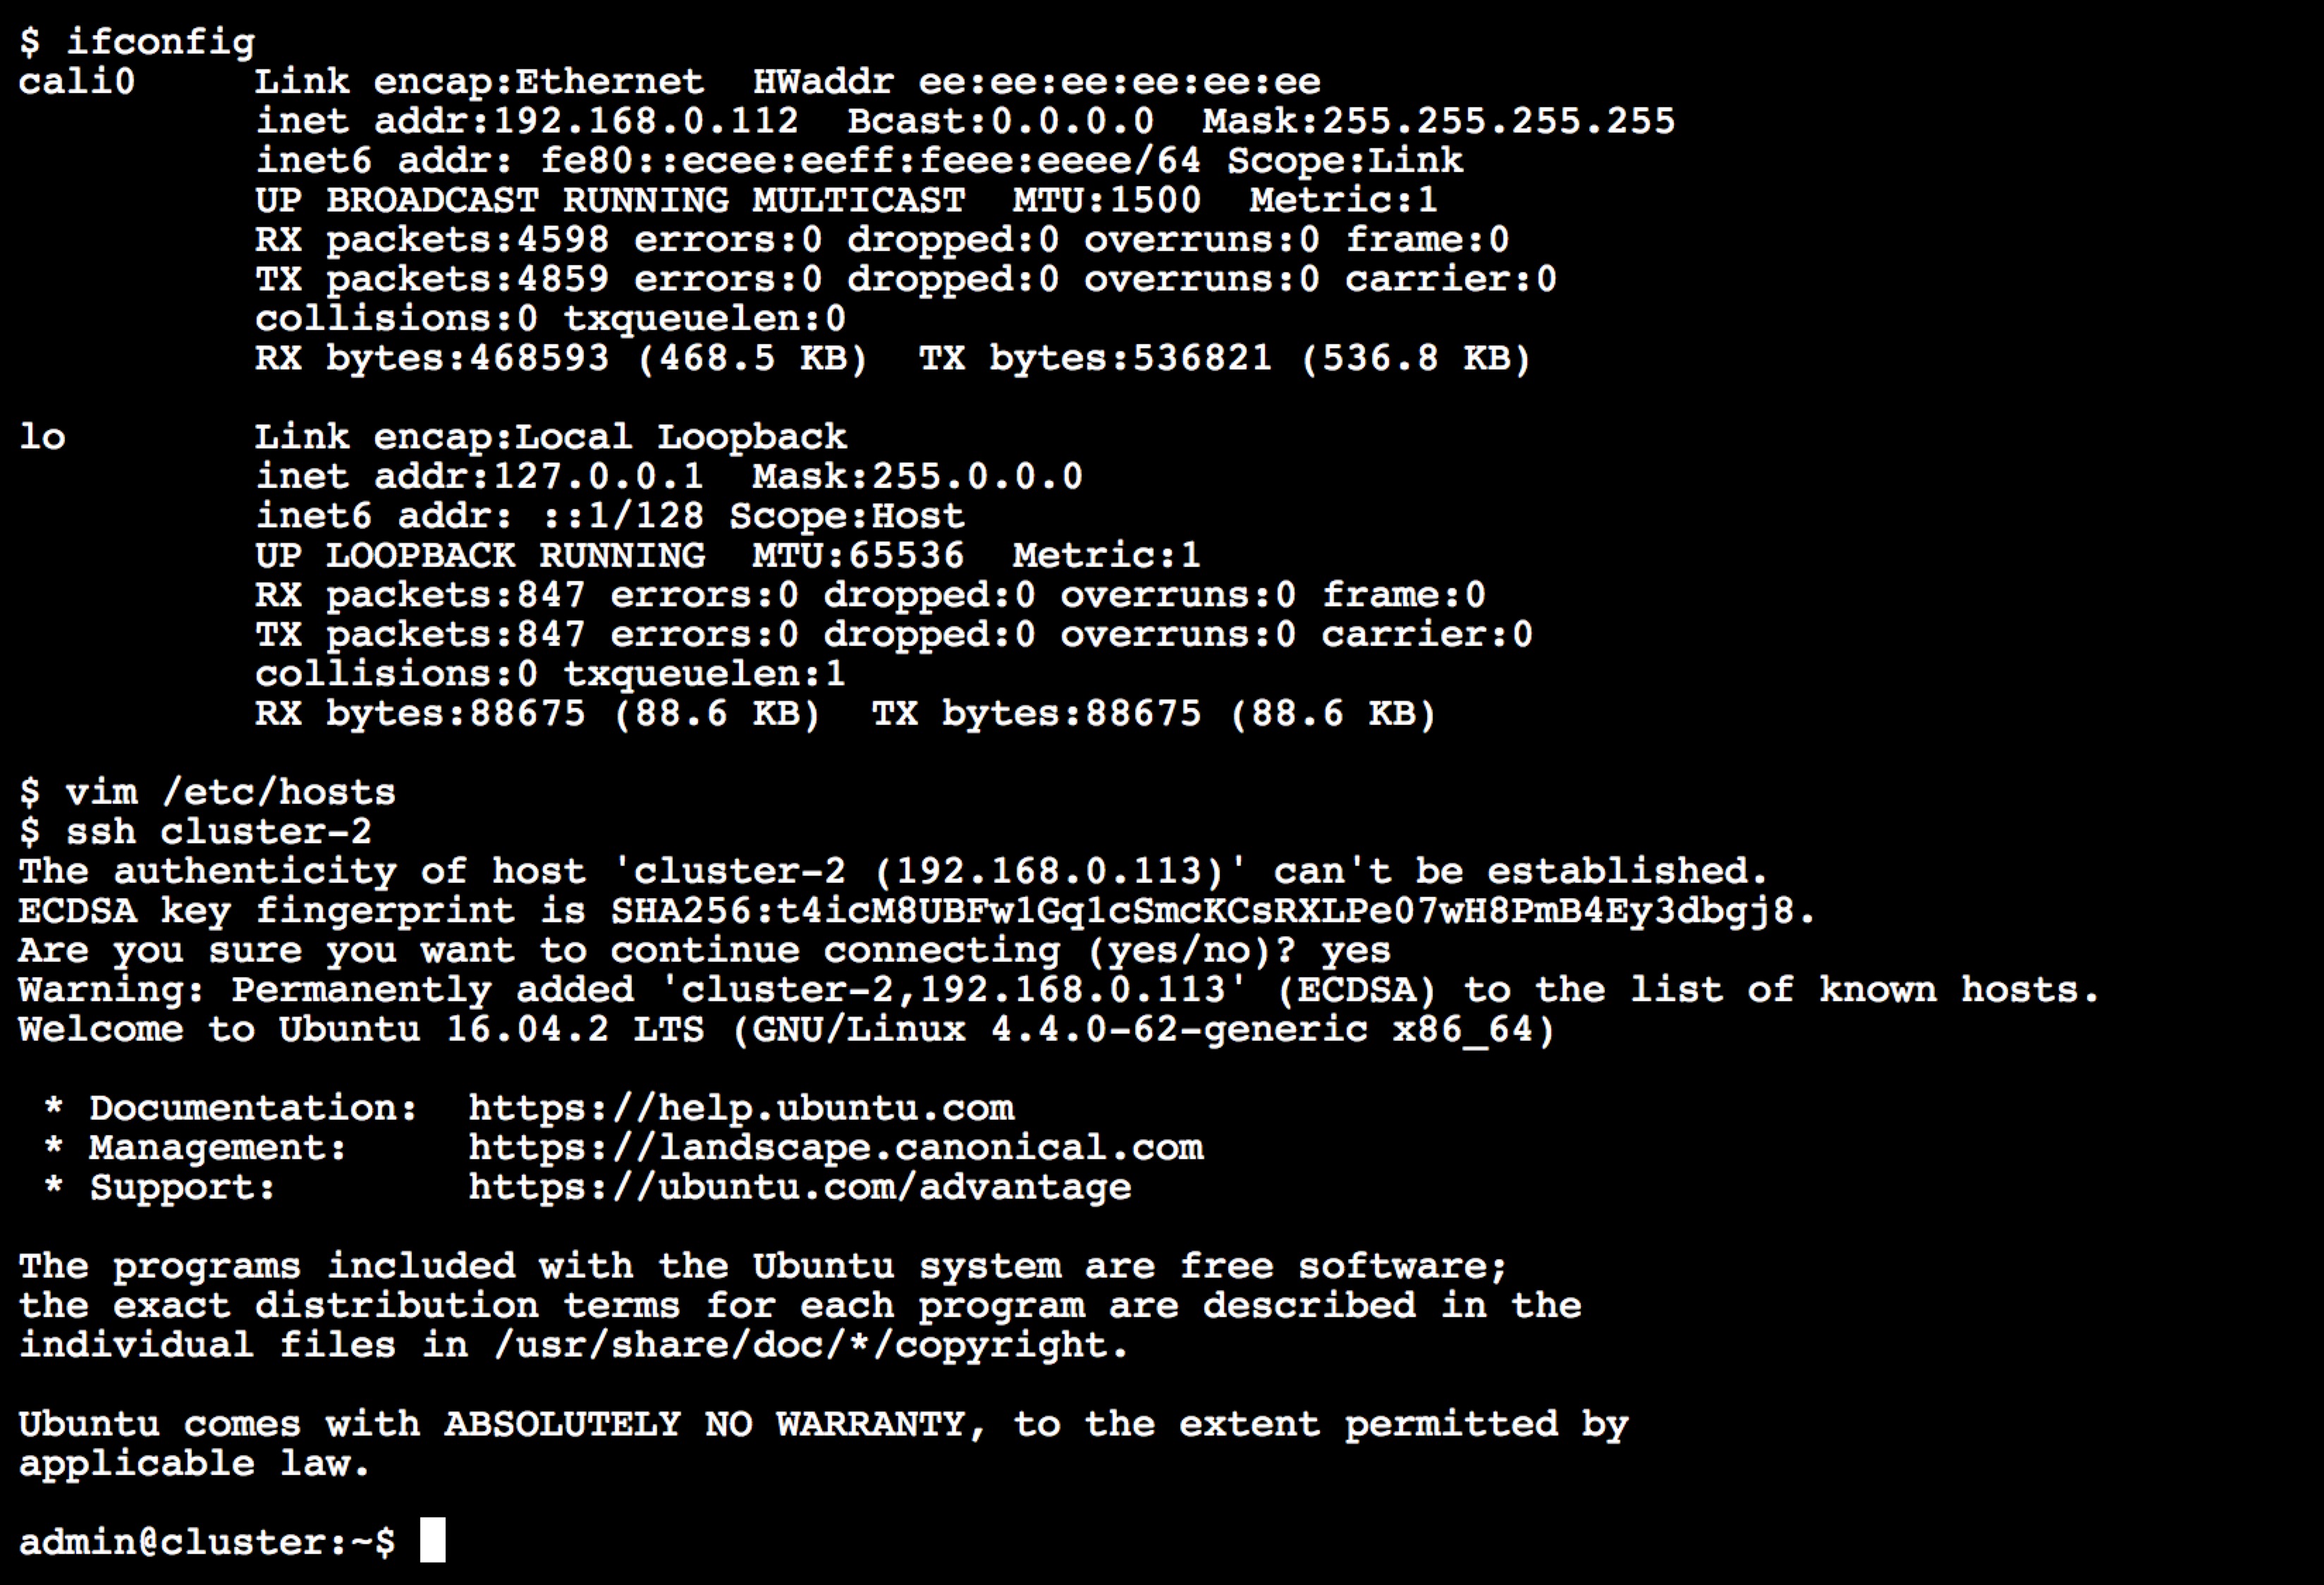 $ ifconfig
cali0     Link encap:Ethernet  HWaddr ee:ee:ee:ee:ee:ee
          inet addr:192.168.0.112  Bcast:0.0.0.0  Mask:255.255.255.255
          inet6 addr: fe80::ecee:eeff:feee:eeee/64 Scope:Link
          UP BROADCAST RUNNING MULTICAST  MTU:1500  Metric:1
          RX packets:4598 errors:0 dropped:0 overruns:0 frame:0
          TX packets:4859 errors:0 dropped:0 overruns:0 carrier:0
          collisions:0 txqueuelen:0
          RX bytes:468593 (468.5 KB)  TX bytes:536821 (536.8 KB)

lo        Link encap:Local Loopback
          inet addr:127.0.0.1  Mask:255.0.0.0
          inet6 addr: ::1/128 Scope:Host
          UP LOOPBACK RUNNING  MTU:65536  Metric:1
          RX packets:847 errors:0 dropped:0 overruns:0 frame:0
          TX packets:847 errors:0 dropped:0 overruns:0 carrier:0
          collisions:0 txqueuelen:1
          RX bytes:88675 (88.6 KB)  TX bytes:88675 (88.6 KB)

$ vim /etc/hosts
$ ssh cluster-2
The authenticity of host 'cluster-2 (192.168.0.113)' can't be established.
ECDSA key fingerprint is SHA256:t4icM8UBFw1Gq1cSmcKCsRXLPe07wH8PmB4Ey3dbgj8.
Are you sure you want to continue connecting (yes/no)? yes
Warning: Permanently added 'cluster-2,192.168.0.113' (ECDSA) to the list of known hosts.
Welcome to Ubuntu 16.04.2 LTS (GNU/Linux 4.4.0-62-generic x86_64)

 * Documentation:  https://help.ubuntu.com
 * Management:     https://landscape.canonical.com
 * Support:        https://ubuntu.com/advantage

The programs included with the Ubuntu system are free software;
the exact distribution terms for each program are described in the
individual files in /usr/share/doc/*/copyright.

Ubuntu comes with ABSOLUTELY NO WARRANTY, to the extent permitted by
applicable law.

admin@cluster:~$